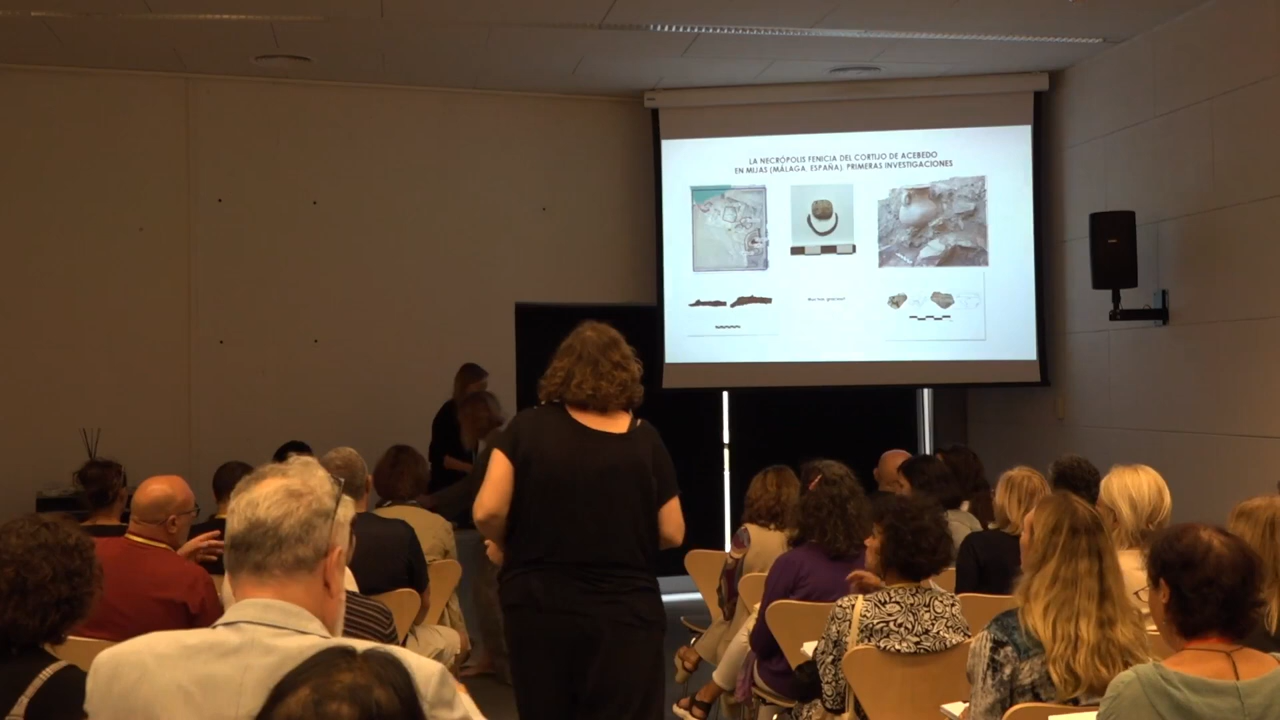 LA NECRÓPOLIS FENICIA DEL CORTIJO DE ACEBEDO
EN MIJAS (MÁLAGA, ESPAÑA). PRIMERAS INVESTIGACIONES